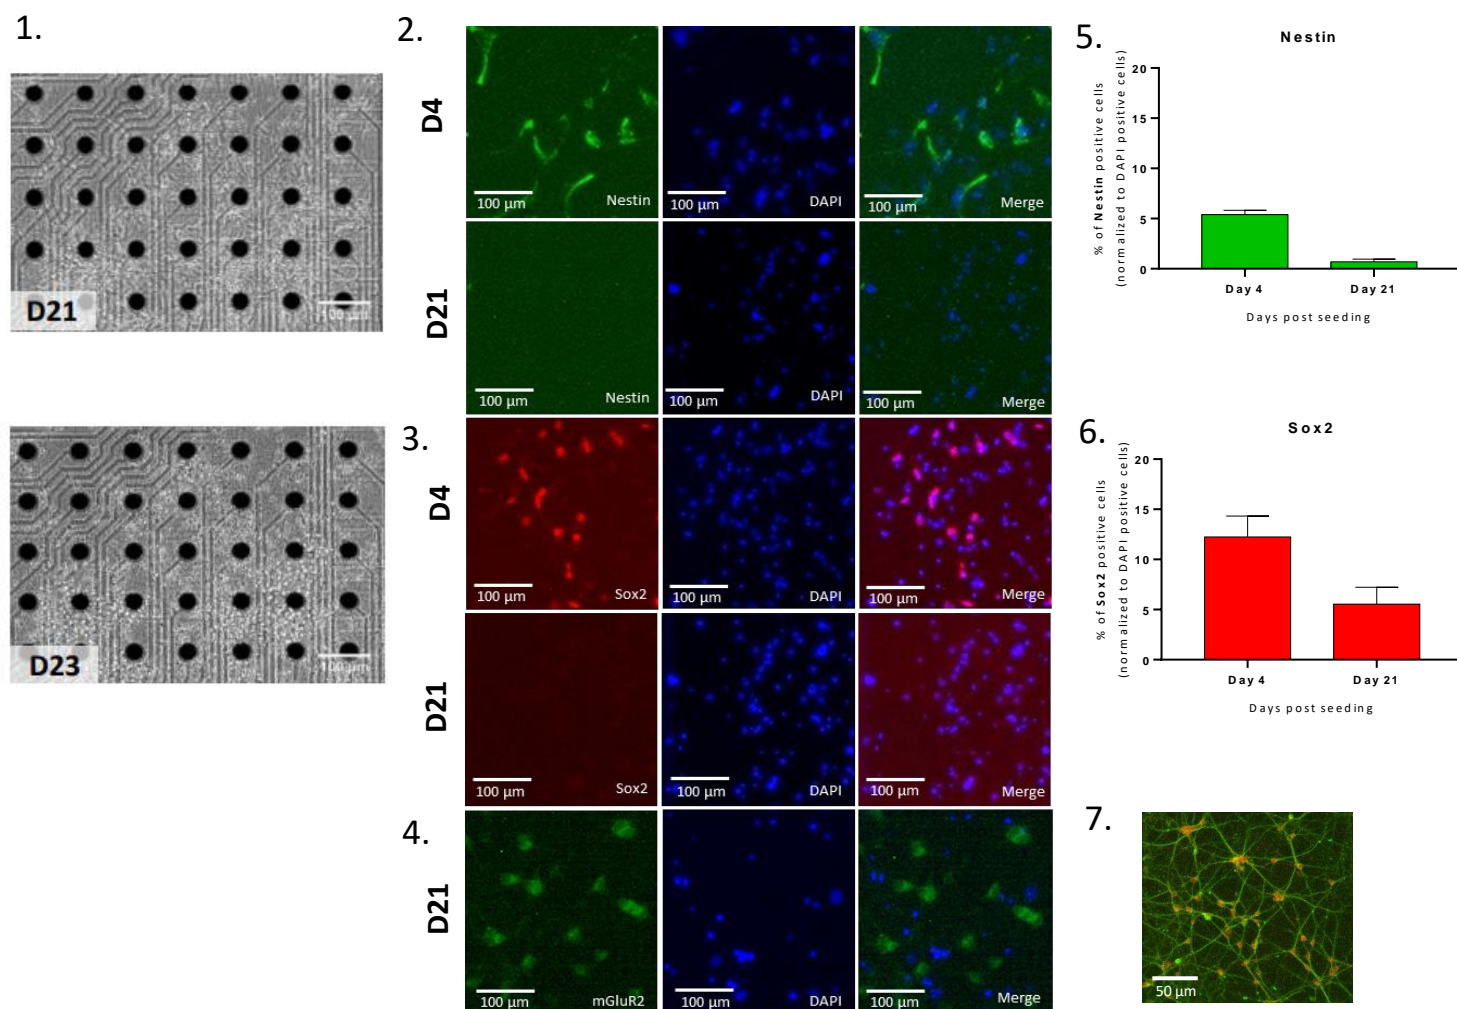 1.
D21
100 μm
D23
100 μm
2.
D4
100 μm
Nestin
DAPI
100 μm
Merge
D21
100 μm
Nestin
100 μm
DAPI
100 μm
Merge
3.
D4
100 μm
Sox2
100 μm
DAPI
100 μm
Merge
D21
100 μm
Sox2
100 μm
DAPI
100 μm
Merge
4.
D21
100 μm
mGluR2
100 μm
DAPI
100 μm
Merge
5.
Nestin
% of Nestin positive cells
(normalized to DAPI positive cells)
20
15
10
5
0
Day 4
Day 21
Days post seeding
6.
Sox2
% of Sox2 positive cells
(normalized to DAPI positive cells)
20
15
10
5
0
Day 4
Day 21
Days post seeding
7.
50 μm